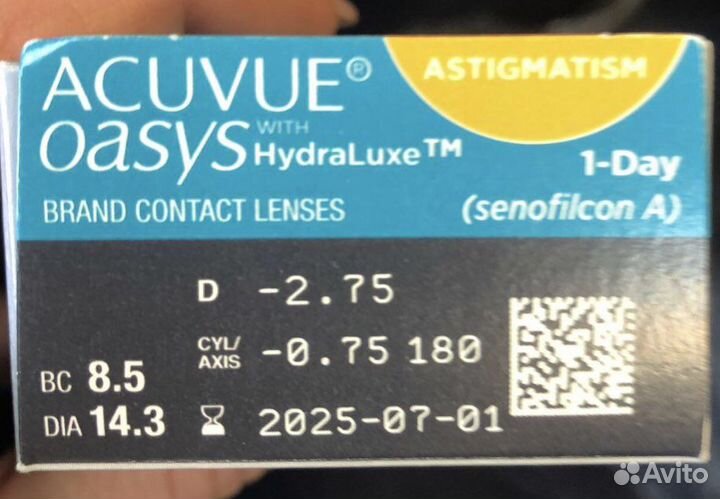 ACUVUE®
ASTIGMATISM
oasys WITH HydraLuxe™
1-Day
BRAND CONTACT LENSES
(senofilcon A)
D -2.75
CYL/AXIS -0.75 180
BC 8.5
DIA 14.3
2025-07-01
Avito